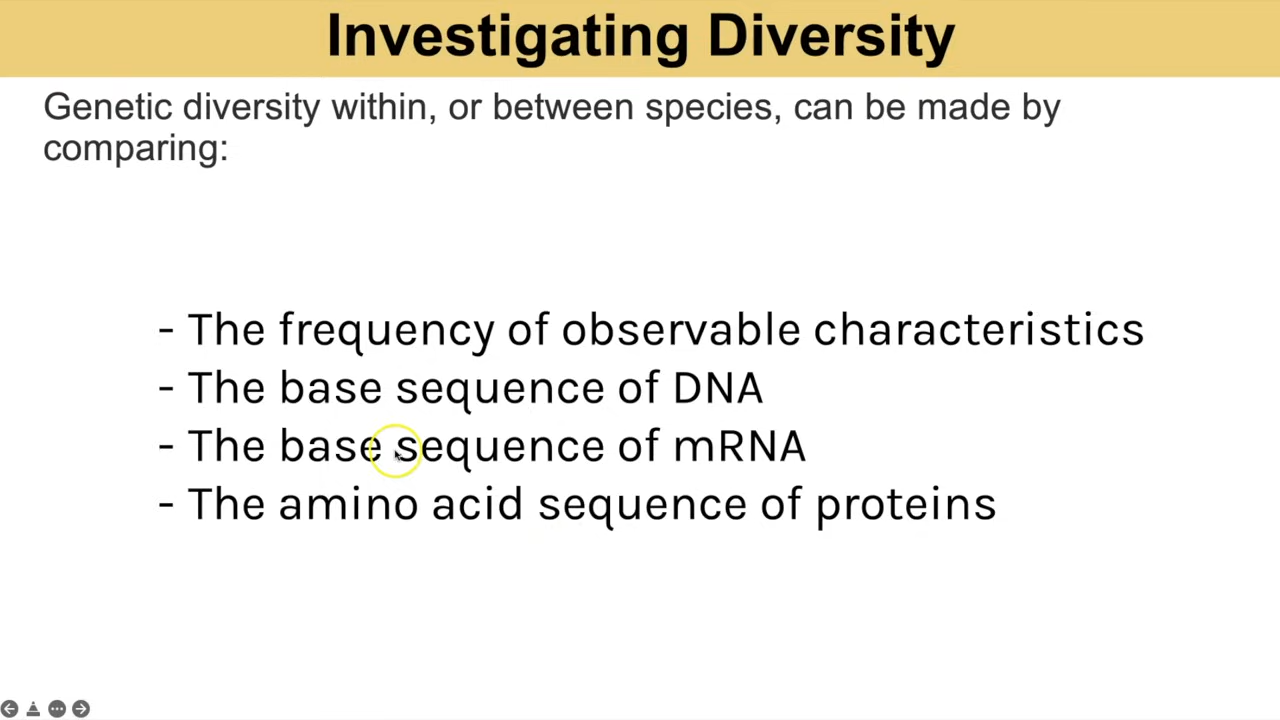 Investigating Diversity
Genetic diversity within, or between species, can be made by
comparing:
- The frequency of observable characteristics
- The base sequence of DNA
- The base sequence of mRNA
- The amino acid sequence of proteins